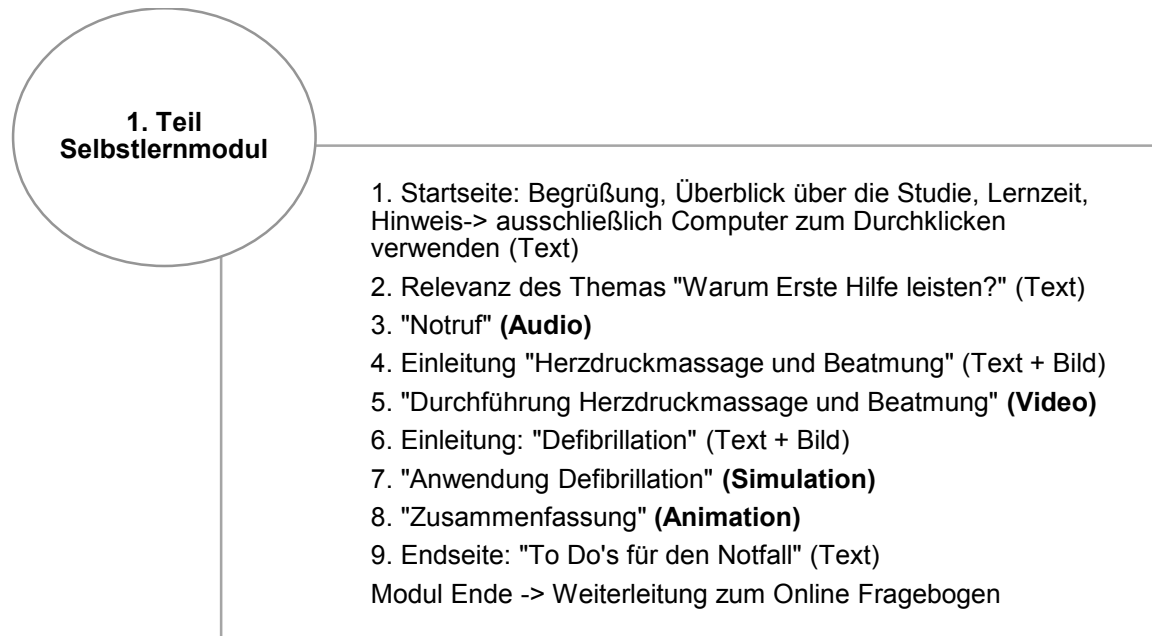 1. Teil
Selbstlernmodul
1. Startseite: Begrüßung, Überblick über die Studie, Lernzeit,
Hinweis-> ausschließlich Computer zum Durchklicken
verwenden (Text)
2. Relevanz des Themas "Warum Erste Hilfe leisten?" (Text)
3. "Notruf" (Audio)
4. Einleitung "Herzdruckmassage und Beatmung" (Text + Bild)
5. "Durchführung Herzdruckmassage und Beatmung" (Video)
6. Einleitung: "Defibrillation" (Text + Bild)
7. "Anwendung Defibrillation" (Simulation)
8. "Zusammenfassung" (Animation)
9. Endseite: "To Do's für den Notfall" (Text)
Modul Ende -> Weiterleitung zum Online Fragebogen